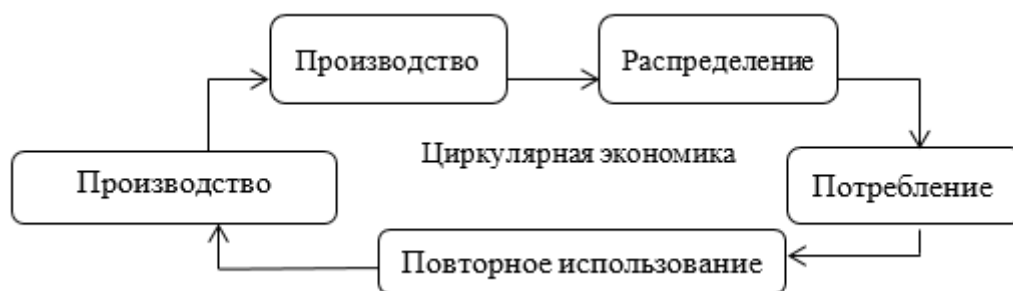 Производство
Распределение
Циркулярная экономика
Производство
Потребление
Повторное использование